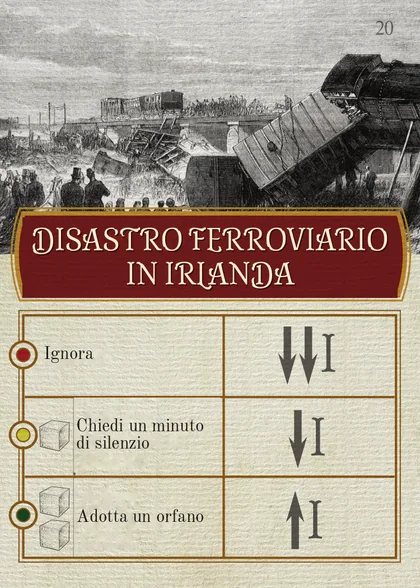 20
DISASTRO FERROVIARIO
IN IRLANDA
Ignora
I
Chiedi un minuto
di silenzio
I
Adotta un orfano
I